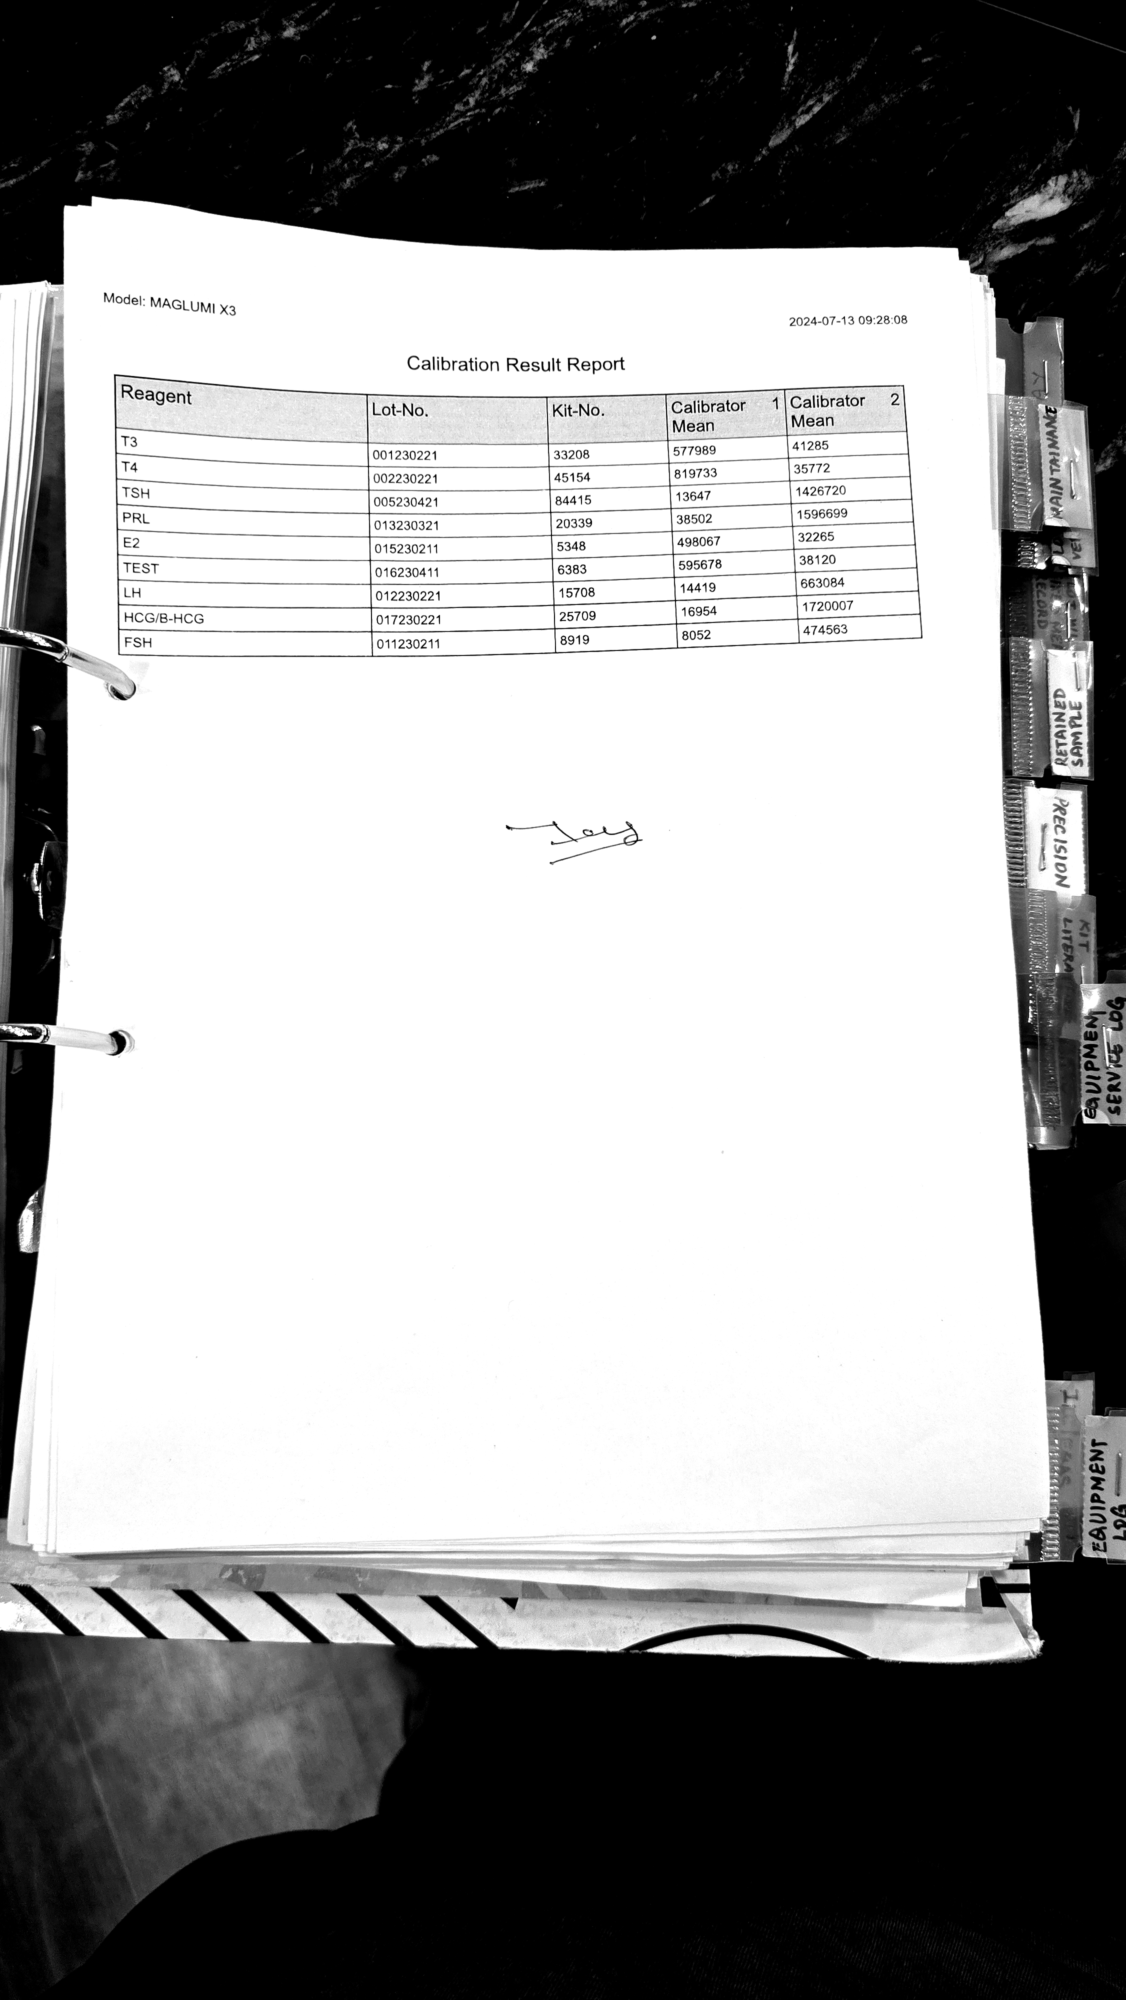 Model: MAGLUMI X3
2024-07-13 09:28:08
Calibration Result Report
Reagent Lot-No. Kit-No. Calibrator 1 Mean Calibrator 2 Mean
T3 001230221 33208 577989 41285
T4 002230221 45154 819733 35772
TSH 005230421 84415 13647 1426720
PRL 013230321 20339 38502 1596699
E2 015230211 5348 498067 32265
TEST 016230411 6383 595678 38120
LH 012230221 15708 14419 663084
HCG/B-HCG 017230221 25709 16954 1720007
FSH 011230211 8919 8052 474563
MAINTAINANE
RECORD
RETAINED
SAMPLE
PRECISION
KIT
EQUIPMENT
SERVICE LOG
EQUIPMENT
LOG